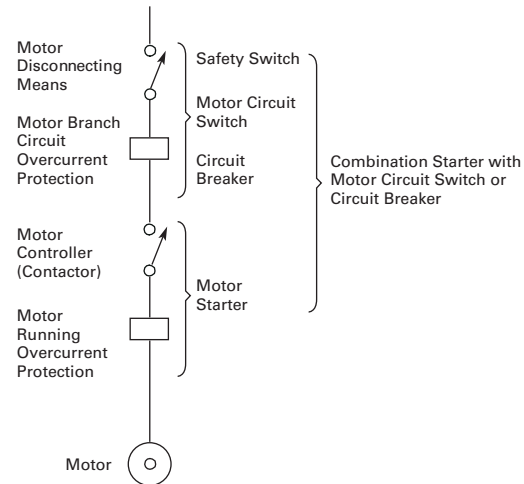 Motor
Disconnecting
Means
Safety Switch
Motor Circuit
Switch
Motor Branch
Circuit
Overcurrent
Protection
Circuit
Breaker
Combination Starter with
Motor Circuit Switch or
Circuit Breaker
Motor
Controller
(Contactor)
Motor
Starter
Motor
Running
Overcurrent
Protection
Motor